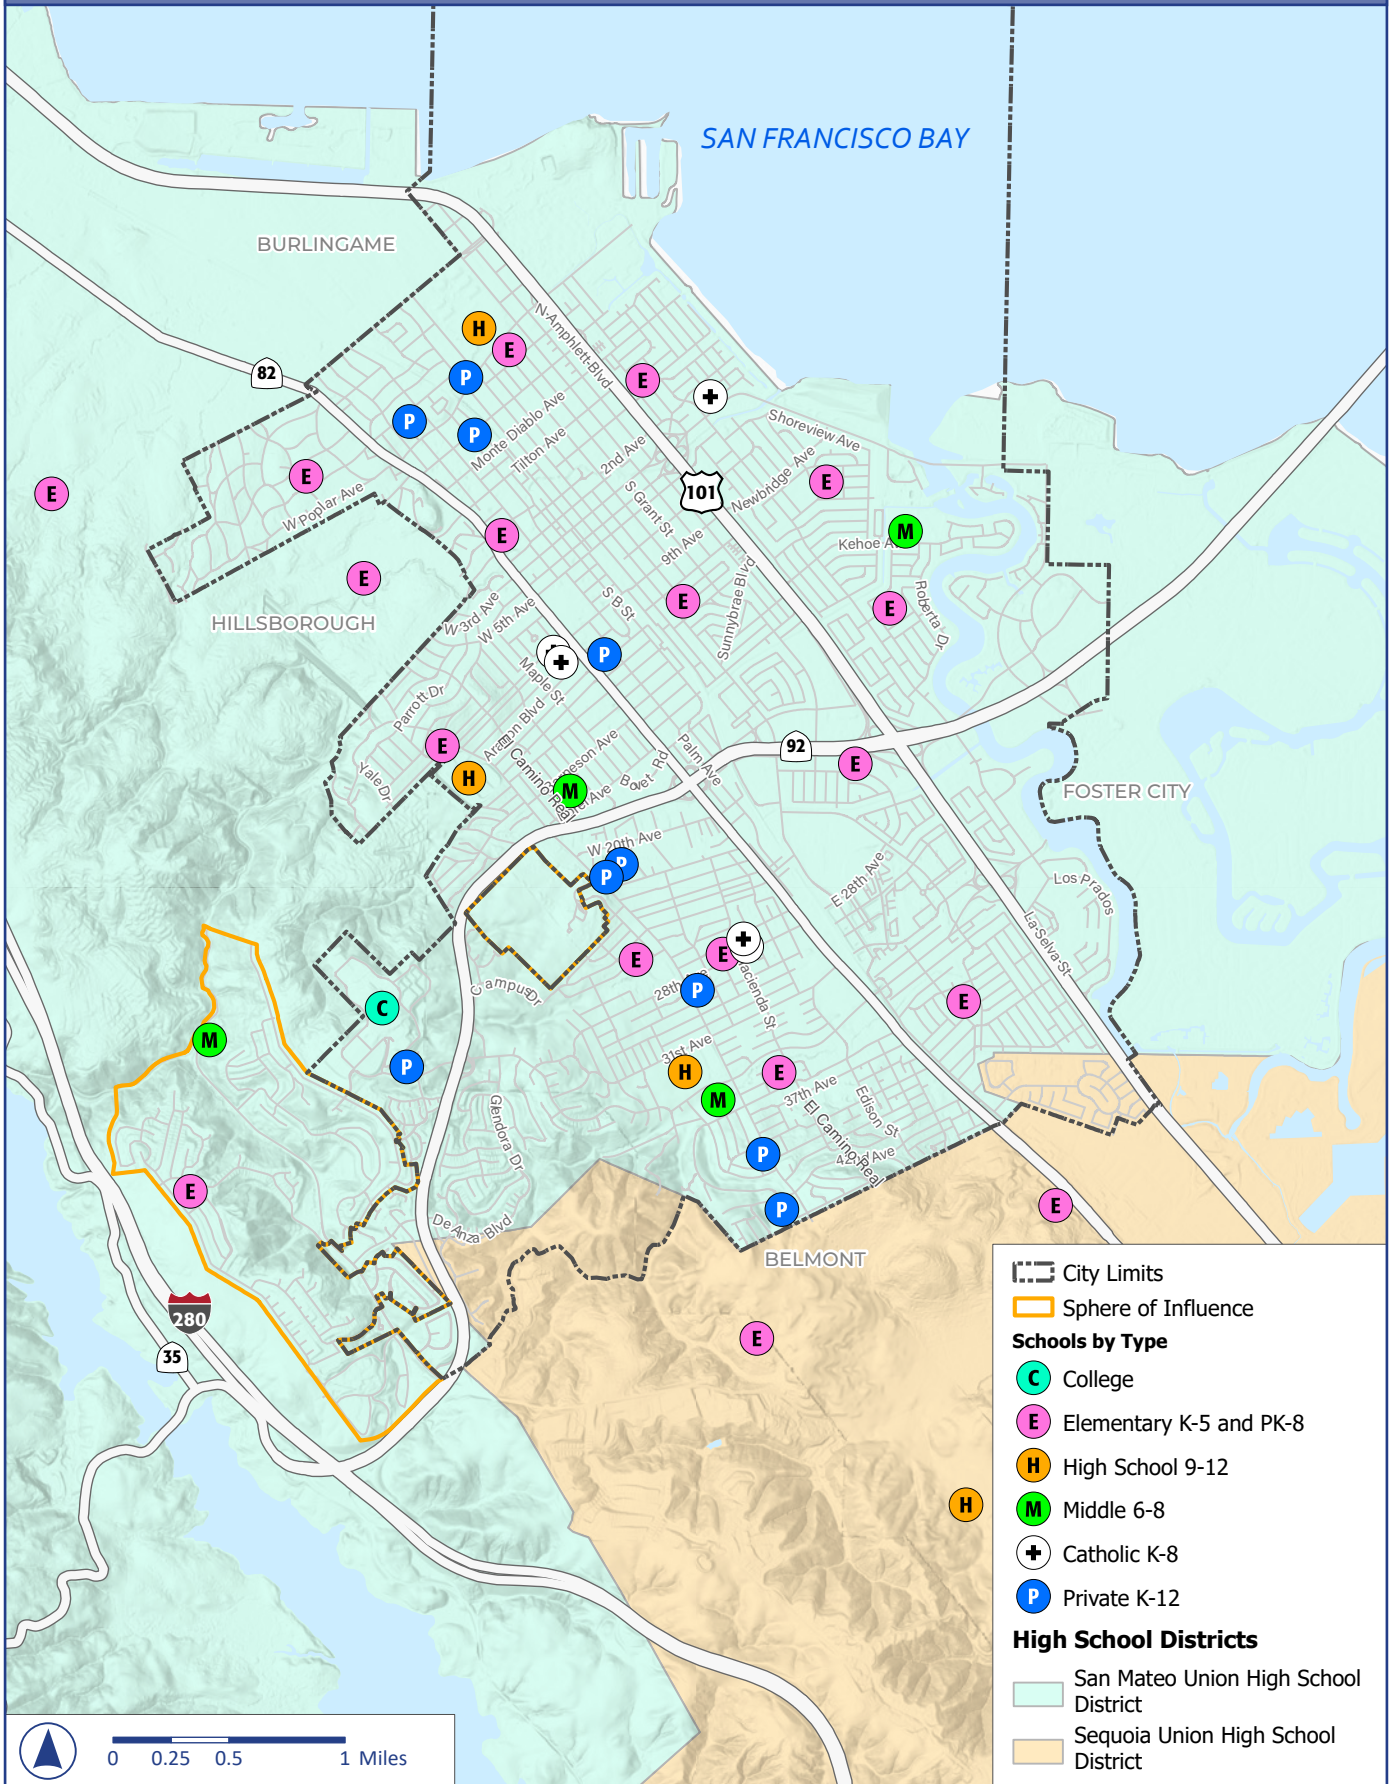 SAN FRANCISCO BAY
BURLINGAME
N Amphlett Blvd
H
E
82
P
E
+
P
P
Monte Diablo Ave
Shoreview Ave
Tilton Ave
2nd Ave
E
E
W Poplar Ave
101
Newbridge Ave
E
S Grant St
E
9th Ave
Kehoe A
M
E
HILLSBOROUGH
W 3rd Ave
W 5th Ave
S B St
E
Sunnybrae Blvd
E
Roberta Dr
+
P
Maple St
Parrott Dr
E
H
Yale Dr
El Camino Real
M
Bovet Rd
Palm Ave
92
E
FOSTER CITY
W 20th Ave
P
P
E 28th Ave
Los Prados
La Selva St
E
E
+
Campus Dr
P
C
E
M
P
31st Ave
H
E
M
37th Ave
Edison St
El Camino Real
Glendora Dr
P
E
P
E
De Anza Blvd
BELMONT
280
35
E
H
City Limits
Sphere of Influence
Schools by Type
C College
E Elementary K-5 and PK-8
H High School 9-12
M Middle 6-8
+ Catholic K-8
P Private K-12
High School Districts
San Mateo Union High School
District
Sequoia Union High School
District
0 0.25 0.5 1 Miles